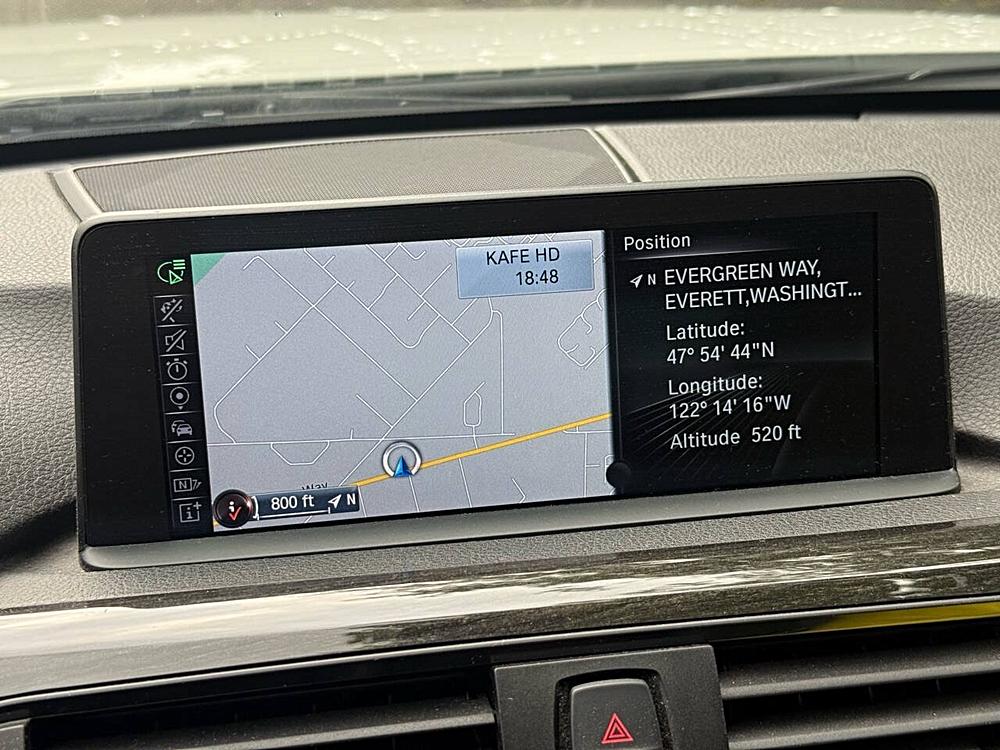 KAFE HD
18:48
Way
800 ft
N
Position
N EVERGREEN WAY,
EVERETT,WASHINGT...
Latitude:
47° 54' 44"N
Longitude:
122° 14' 16"W
Altitude 520 ft